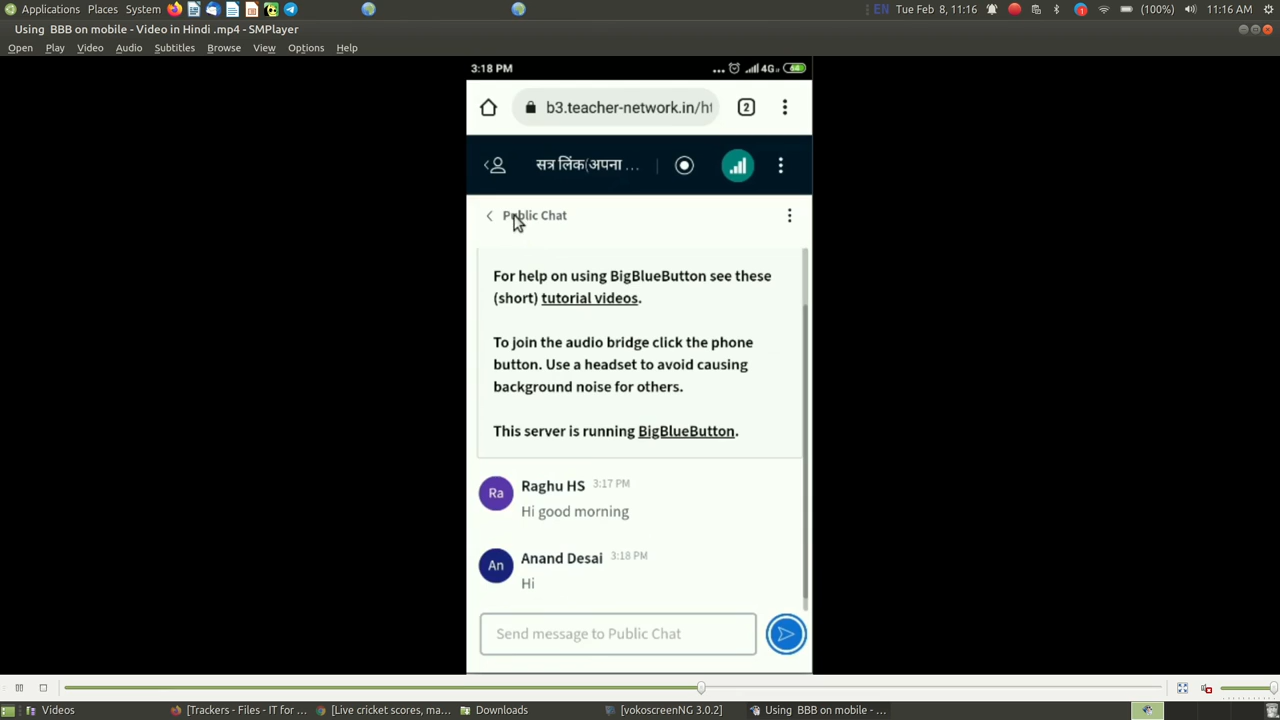 Applications Places System EN Tue Feb 8, 11:16 (100%) 11:16 AM
Using BBB on mobile - Video in Hindi .mp4 - SMPlayer
Open Play Video Audio Subtitles Browse View Options Help
3:18 PM 4G 64
b3.teacher-network.in/ht 2
सत्र लिंक(अपना ...
Public Chat
For help on using BigBlueButton see these
(short) tutorial videos.
To join the audio bridge click the phone
button. Use a headset to avoid causing
background noise for others.
This server is running BigBlueButton.
Ra Raghu HS 3:17 PM
Hi good morning
An Anand Desai 3:18 PM
Hi
Send message to Public Chat
Videos [Trackers - Files - IT for ... [Live cricket scores, ma... Downloads [vokoscreenNG 3.0.2] Using BBB on mobile - ...